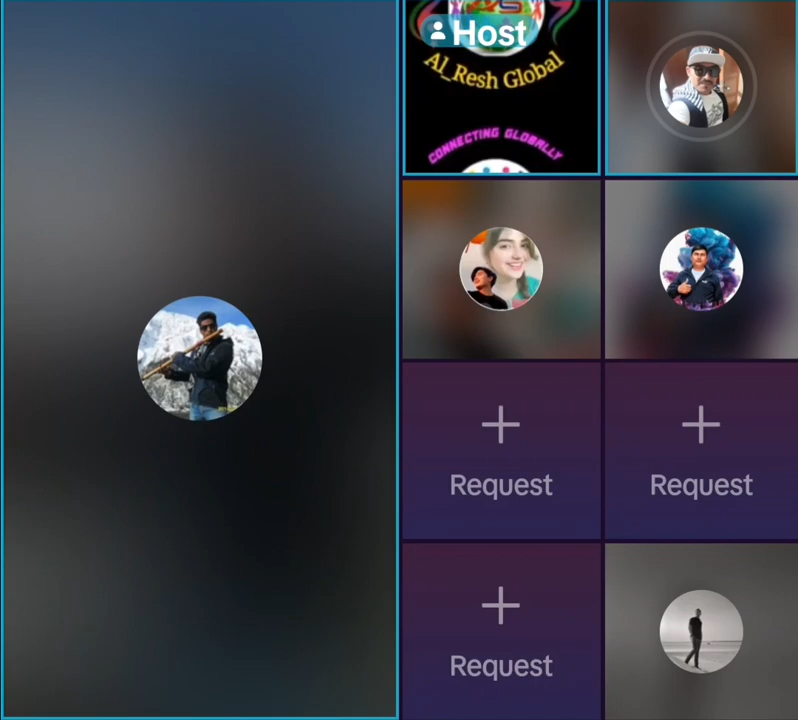 Host
Al_Resh Global
CONNECTING GLOBALLY
Request
Request
Request